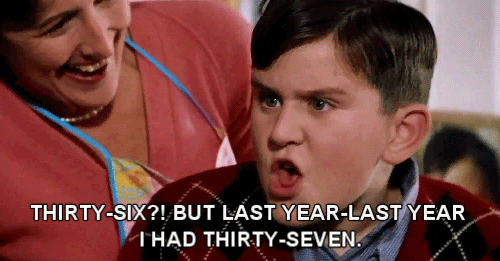 THIRTY-SIX?! BUT LAST YEAR-LAST YEAR
I HAD THIRTY-SEVEN.